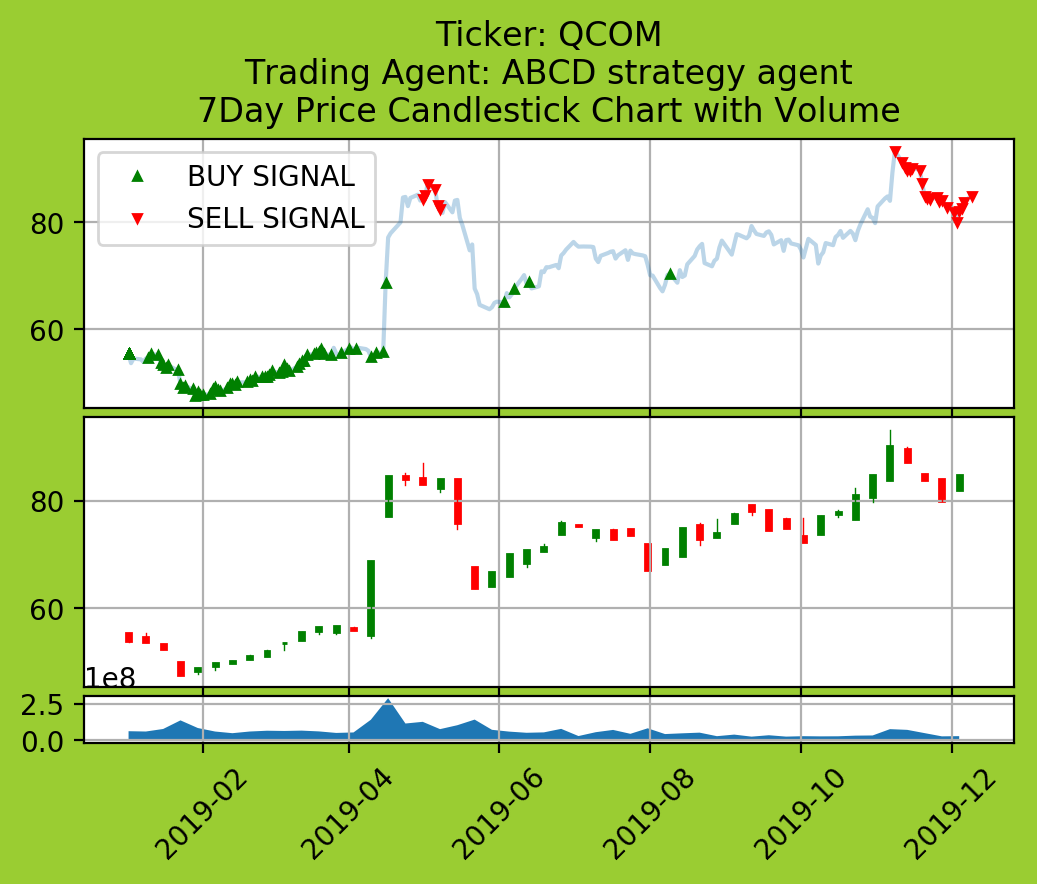 Ticker: QCOM
Trading Agent: ABCD strategy agent
7Day Price Candlestick Chart with Volume
BUY SIGNAL
SELL SIGNAL
80
60
80
60
1e8
2.5
0.0
2019-02
2019-04
2019-06
2019-08
2019-10
2019-12